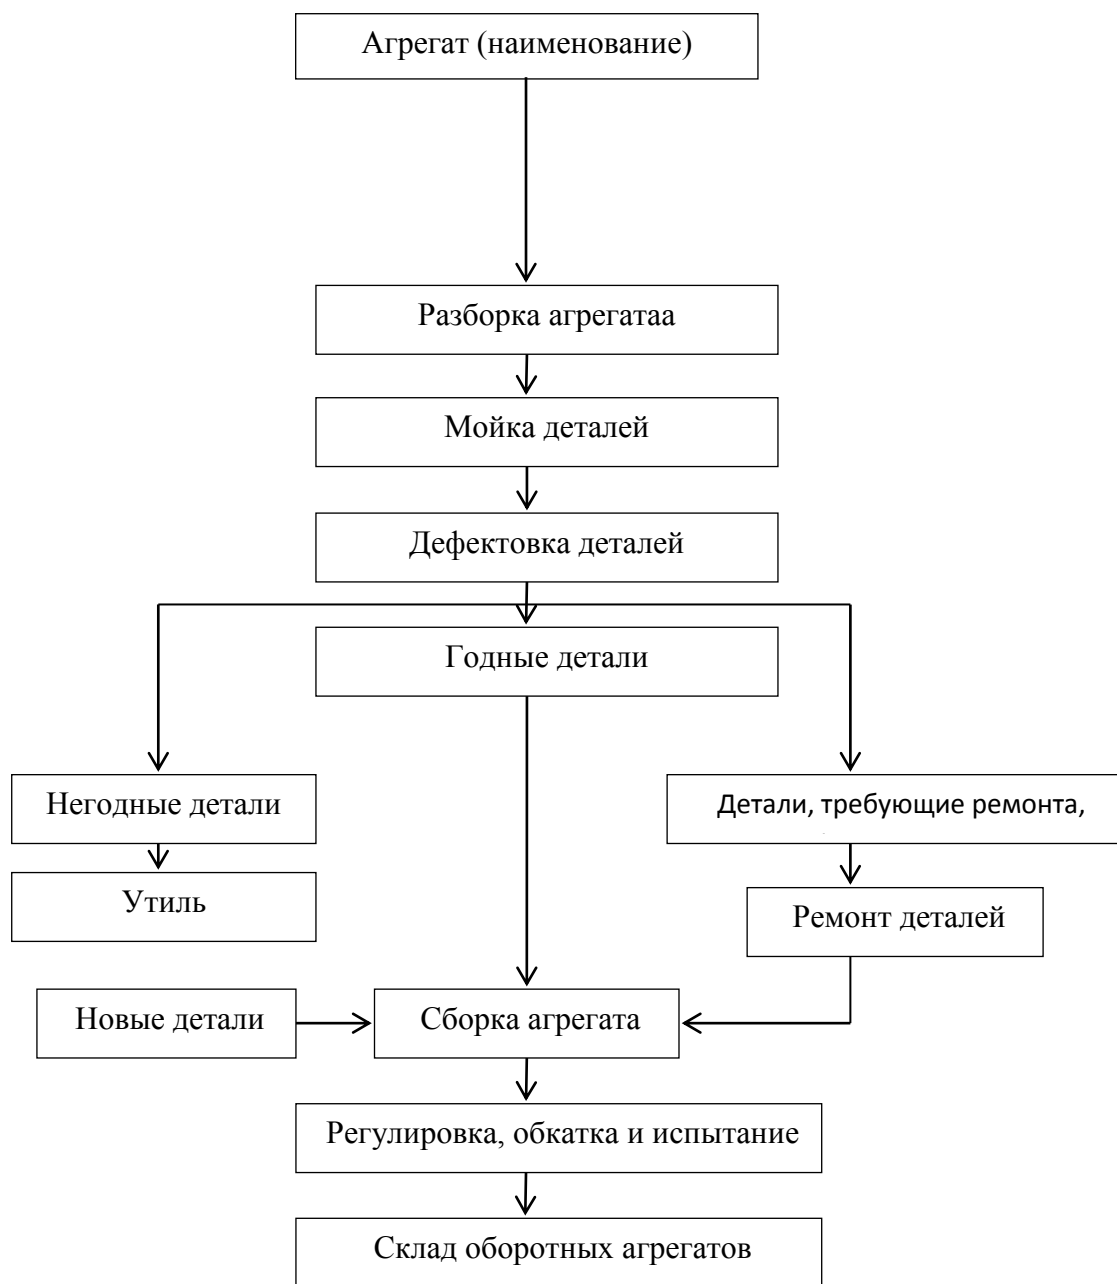 Агрегат (наименование)
Разборка агрегатаа
Мойка деталей
Дефектовка деталей
Годные детали
Негодные детали
Детали, требующие ремонта,
Утиль
Ремонт деталей
Новые детали
Сборка агрегата
Регулировка, обкатка и испытание
Склад оборотных агрегатов